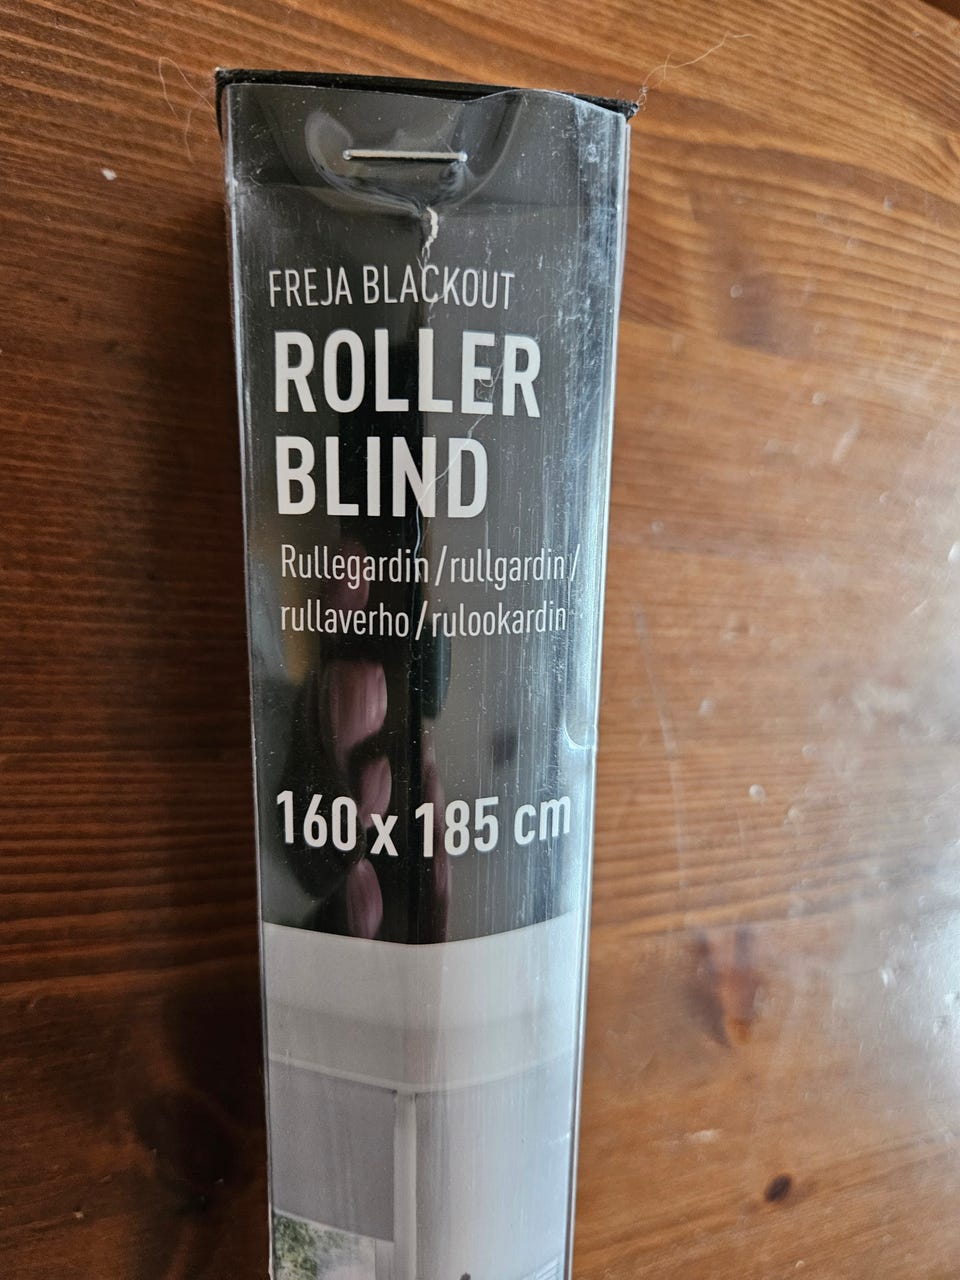 FREJA BLACKOUT
ROLLER
BLIND
Rullegardin/rullgardin/
rullaverho/rulookardin
160 x 185 cm